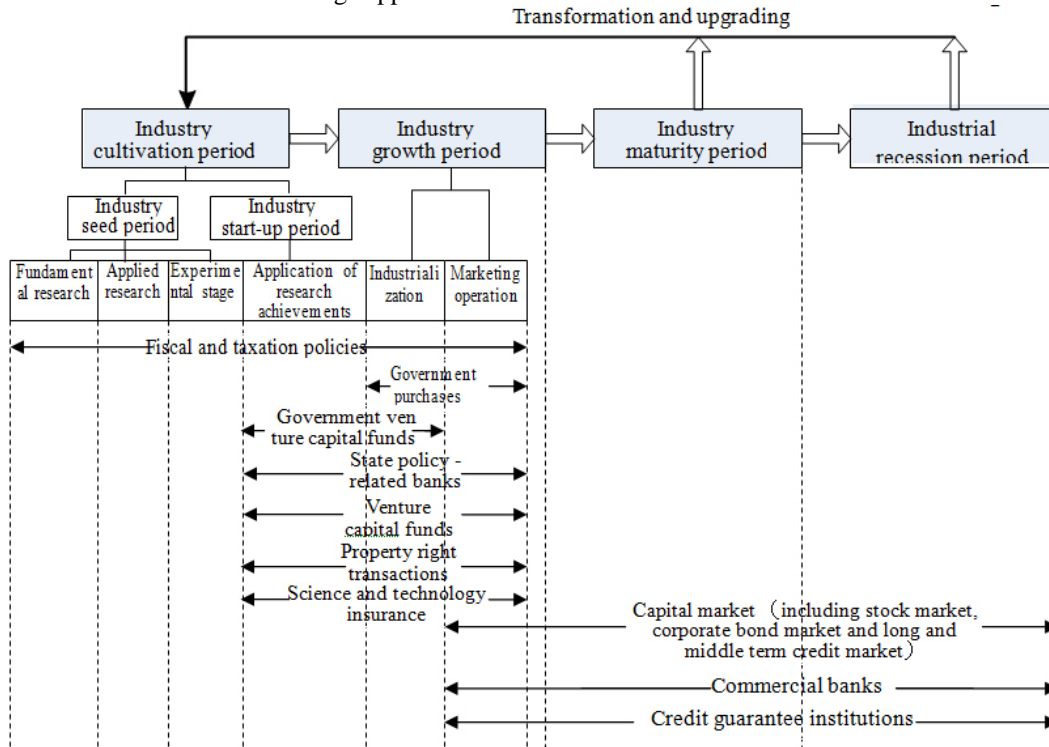 Transformation and upgrading
Industry
cultivation period
Industry
growth period
Industry
maturity period
Industrial
recession period
Industry
seed period
Industry
start-up period
Fundament
al research
Applied
research
Experime
ntal stage
Application of
research
achievements
Industriali
zation
Marketing
operation
Fiscal and taxation policies
Government
purchases
Government ven
ture capital funds
State policy -
related banks
Venture
capital funds
Property right
transactions
Science and technology
insurance
Capital market （including stock market,
corporate bond market and long and
middle term credit market）
Commercial banks
Credit guarantee institutions